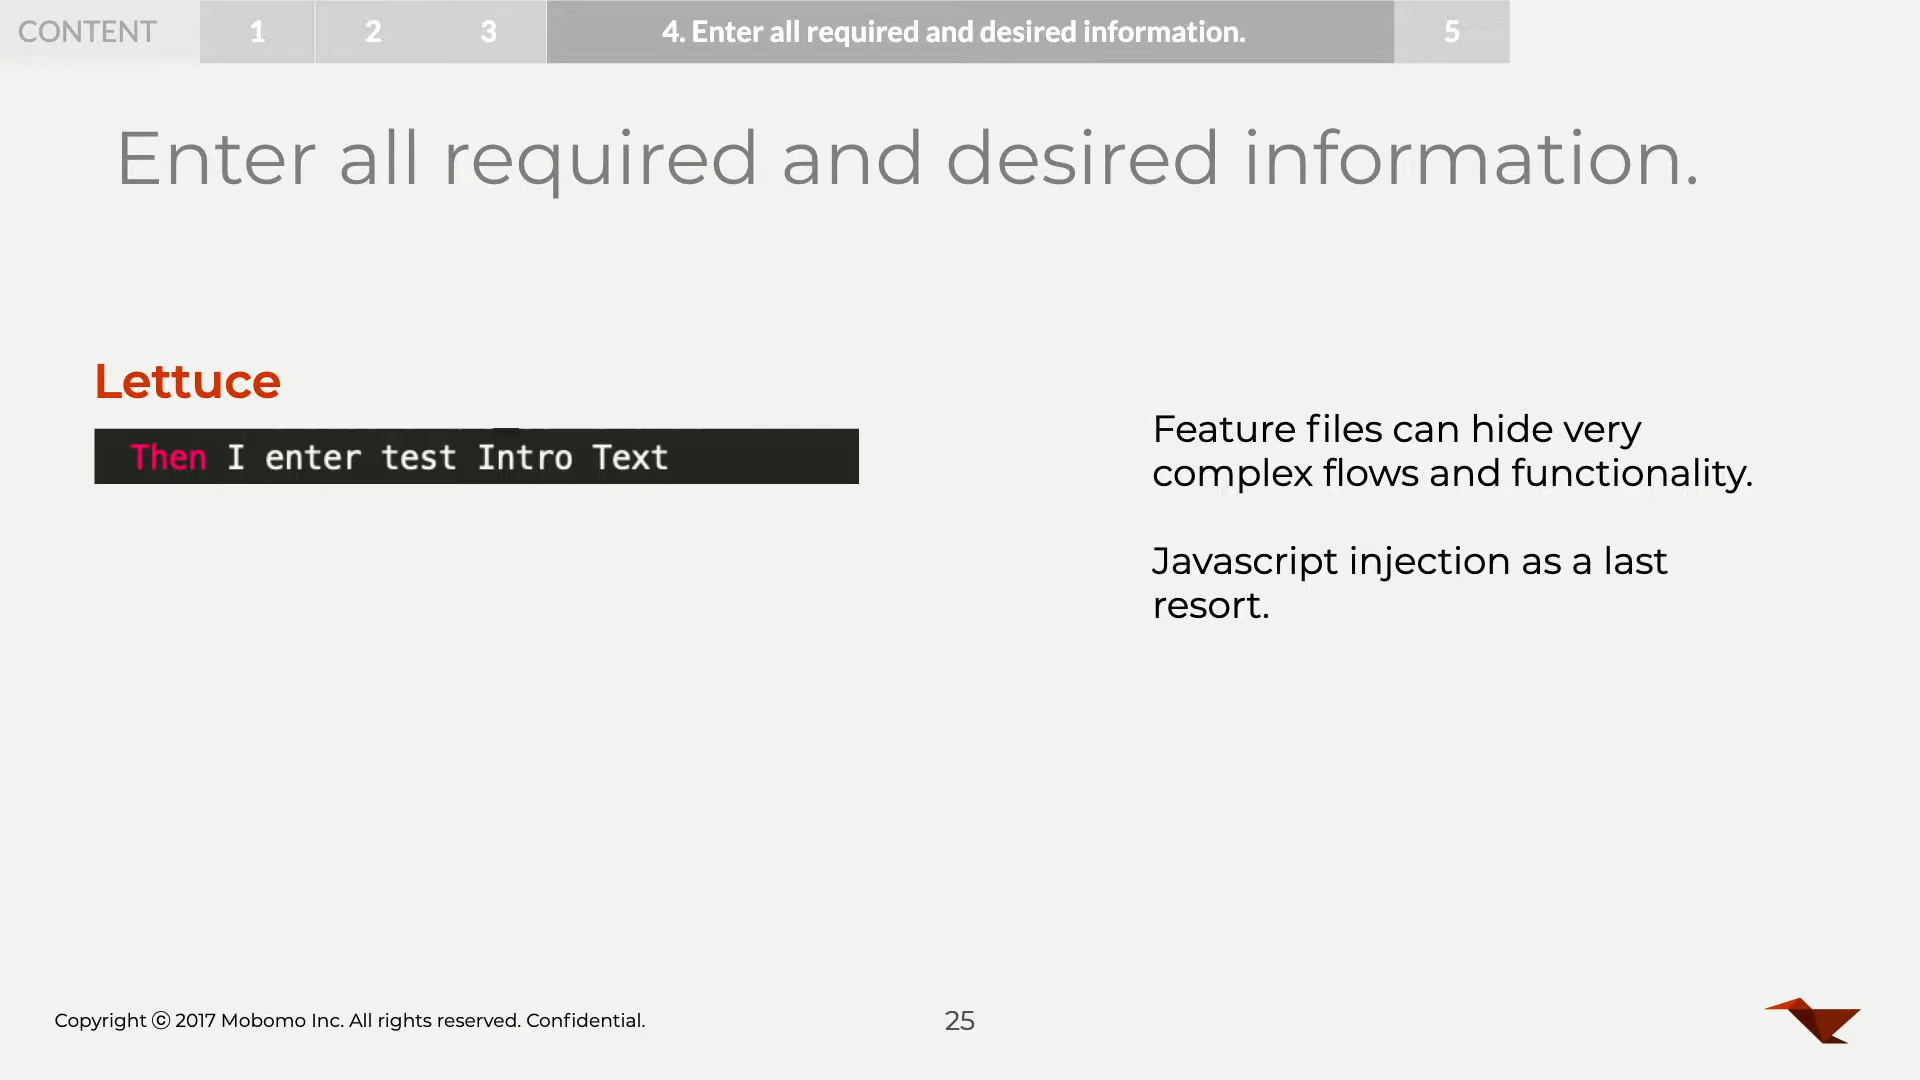 CONTENT 1 2 3 4. Enter all required and desired information. 5
Enter all required and desired information.
Lettuce
Then I enter test Intro Text
Feature files can hide very
complex flows and functionality.
Javascript injection as a last
resort.
Copyright ⓒ 2017 Mobomo Inc. All rights reserved. Confidential.
25